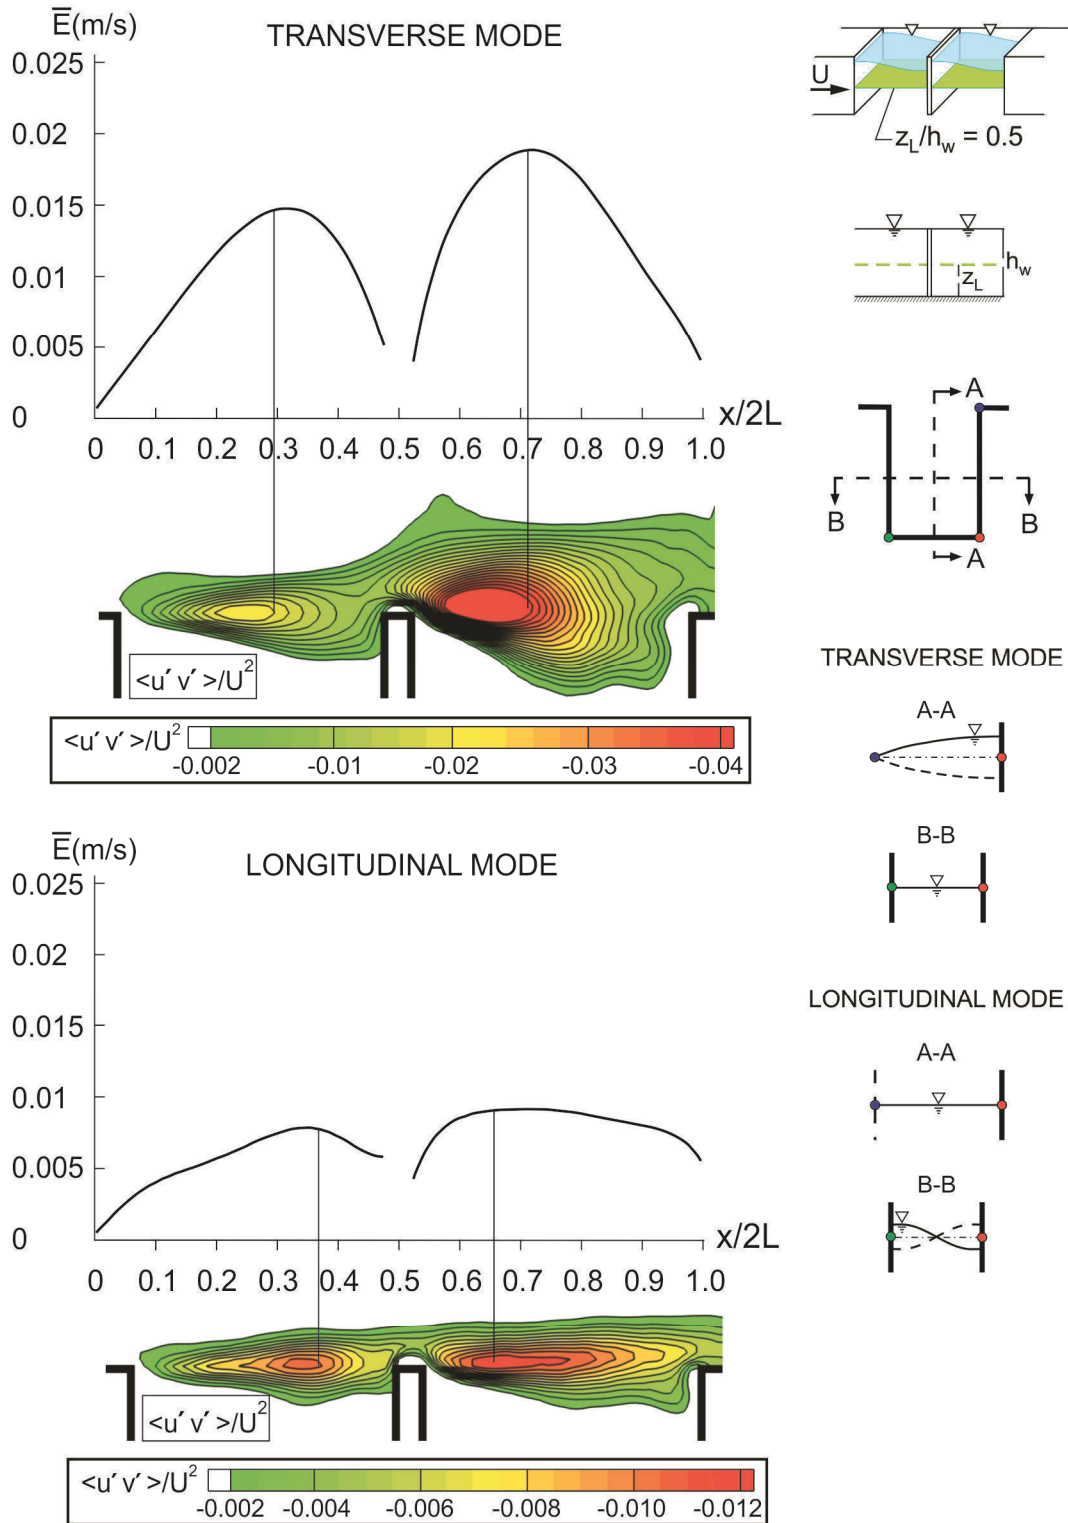 E̅(m/s)
TRANSVERSE MODE
0.025
0.02
0.015
0.01
0.005
0
x/2L
0 0.1 0.2 0.3 0.4 0.5 0.6 0.7 0.8 0.9 1.0
<u′ v′ >/U²
<u′ v′ >/U²
-0.002 -0.01 -0.02 -0.03 -0.04
E̅(m/s)
LONGITUDINAL MODE
0.025
0.02
0.015
0.01
0.005
0
x/2L
0 0.1 0.2 0.3 0.4 0.5 0.6 0.7 0.8 0.9 1.0
<u′ v′ >/U²
<u′ v′ >/U²
-0.002 -0.004 -0.006 -0.008 -0.010 -0.012
U
z_L/h_w = 0.5
h_w
z_L
A
B B
A
TRANSVERSE MODE
A-A
B-B
LONGITUDINAL MODE
A-A
B-B